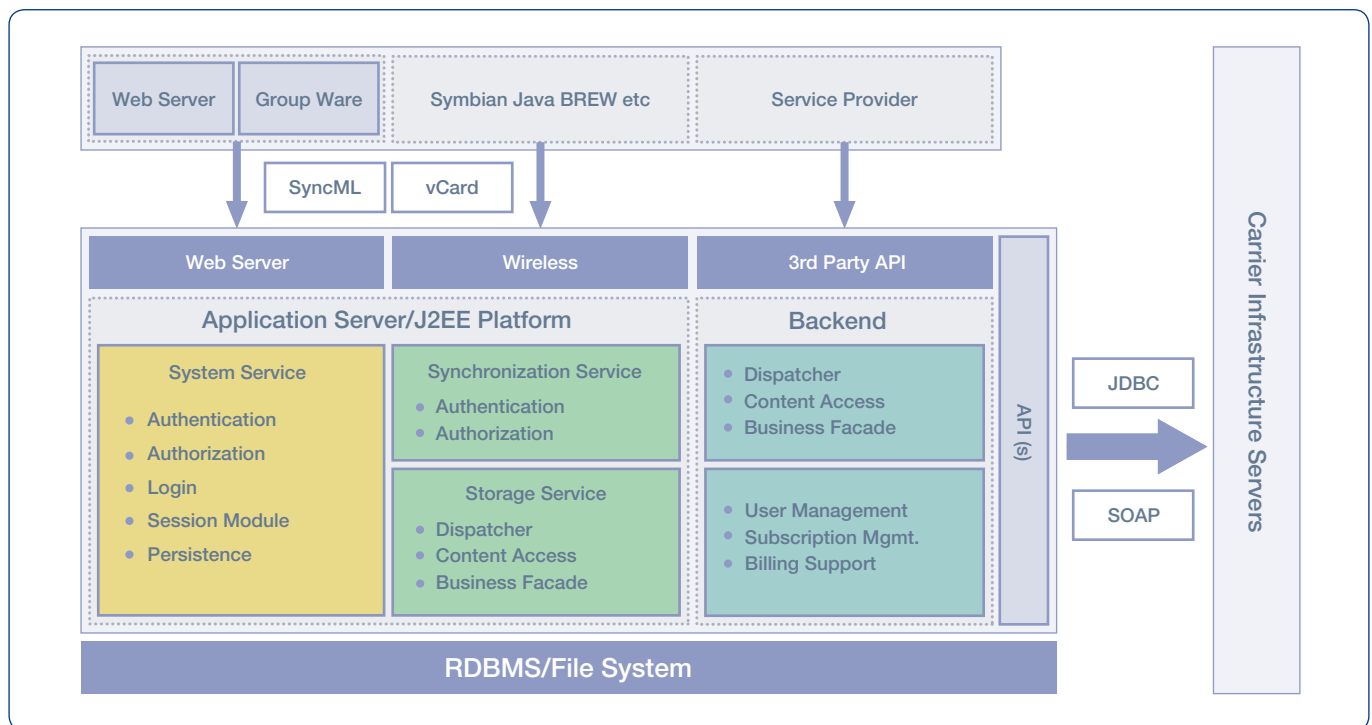 Web Server
Group Ware
Symbian Java BREW etc
Service Provider
SyncML
vCard
Web Server
Wireless
3rd Party API
Application Server/J2EE Platform
System Service
• Authentication
• Authorization
• Login
• Session Module
• Persistence
Synchronization Service
• Authentication
• Authorization
Storage Service
• Dispatcher
• Content Access
• Business Facade
Backend
• Dispatcher
• Content Access
• Business Facade
• User Management
• Subscription Mgmt.
• Billing Support
API (s)
JDBC
SOAP
Carrier Infrastructure Servers
RDBMS/File System